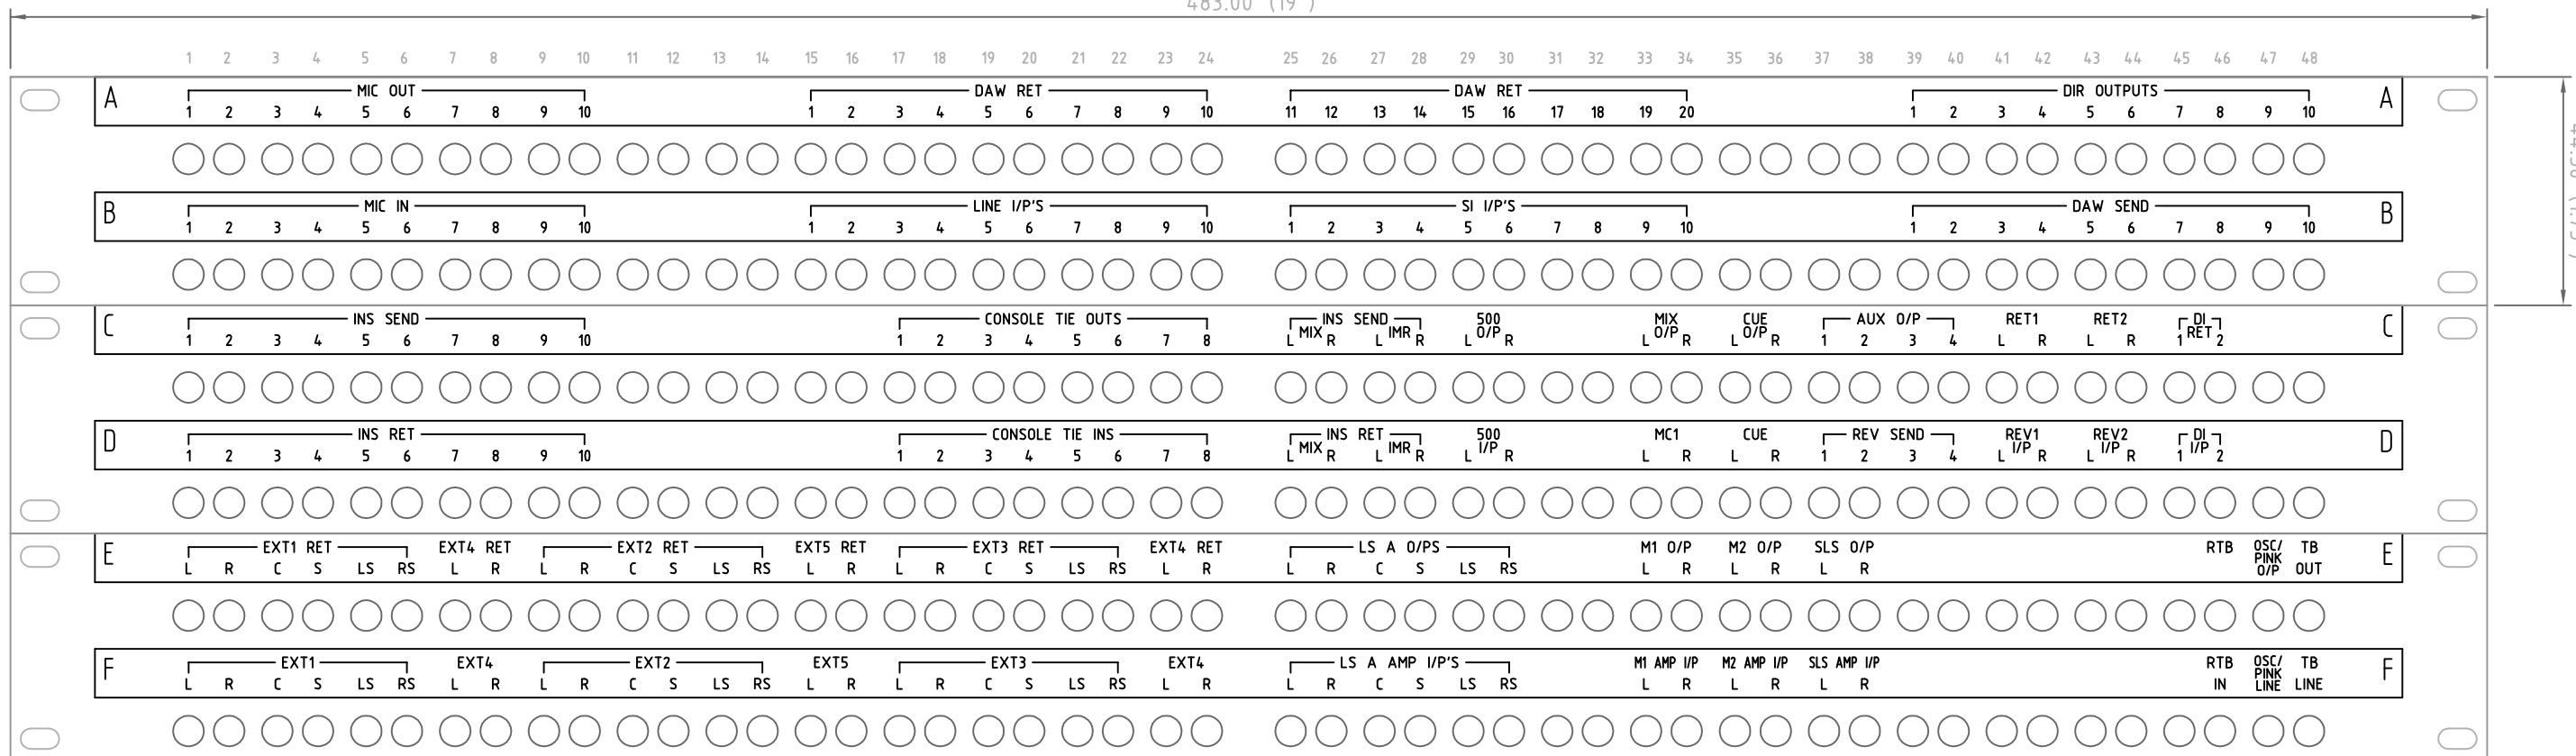 483.00 (19")
1 2 3 4 5 6 7 8 9 10 11 12 13 14 15 16 17 18 19 20 21 22 23 24 25 26 27 28 29 30 31 32 33 34 35 36 37 38 39 40 41 42 43 44 45 46 47 48
A MIC OUT DAW RET DAW RET DIR OUTPUTS A
1 2 3 4 5 6 7 8 9 10 1 2 3 4 5 6 7 8 9 10 11 12 13 14 15 16 17 18 19 20 1 2 3 4 5 6 7 8 9 10
B MIC IN LINE I/P'S SI I/P'S DAW SEND B
1 2 3 4 5 6 7 8 9 10 1 2 3 4 5 6 7 8 9 10 1 2 3 4 5 6 7 8 9 10 1 2 3 4 5 6 7 8 9 10
C INS SEND CONSOLE TIE OUTS INS SEND 500 MIX CUE AUX O/P RET1 RET2 DI C
MIX IMR O/P O/P O/P RET
1 2 3 4 5 6 7 8 9 10 1 2 3 4 5 6 7 8 L R L R L R L R L R 1 2 3 4 L R L R 1 2
D INS RET CONSOLE TIE INS INS RET 500 MC1 CUE REV SEND REV1 REV2 DI D
MIX IMR I/P I/P I/P I/P
1 2 3 4 5 6 7 8 9 10 1 2 3 4 5 6 7 8 L R L R L R L R L R 1 2 3 4 L R L R 1 2
E EXT1 RET EXT4 RET EXT2 RET EXT5 RET EXT3 RET EXT4 RET LS A O/PS M1 O/P M2 O/P SLS O/P RTB OSC/ TB E
PINK
L R C S LS RS L R L R C S LS RS L R L R C S LS RS L R L R C S LS RS L R L R L R O/P OUT
F EXT1 EXT4 EXT2 EXT5 EXT3 EXT4 LS A AMP I/P'S M1 AMP I/P M2 AMP I/P SLS AMP I/P RTB OSC/ TB F
PINK
L R C S LS RS L R L R C S LS RS L R L R C S LS RS L R L R C S LS RS L R L R L R IN LINE LINE